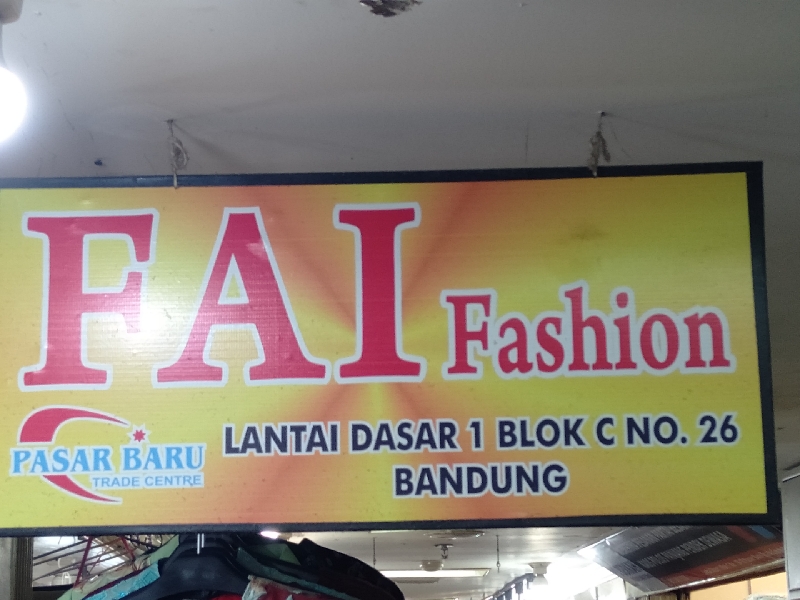 FAI Fashion
PASAR BARU
TRADE CENTRE
LANTAI DASAR 1 BLOK C NO. 26
BANDUNG